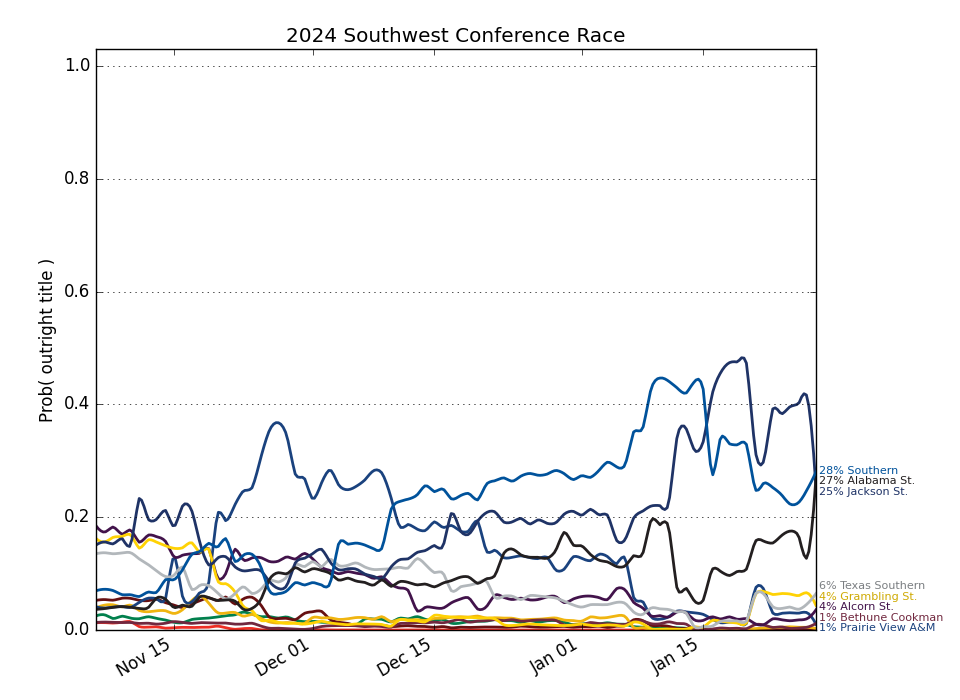 2024 Southwest Conference Race
Prob( outright title )
1.0
0.8
0.6
0.4
0.2
0.0
Nov 15
Dec 01
Dec 15
Jan 01
Jan 15
28% Southern
27% Alabama St.
25% Jackson St.
6% Texas Southern
4% Grambling St.
4% Alcorn St.
1% Bethune Cookman
1% Prairie View A&M